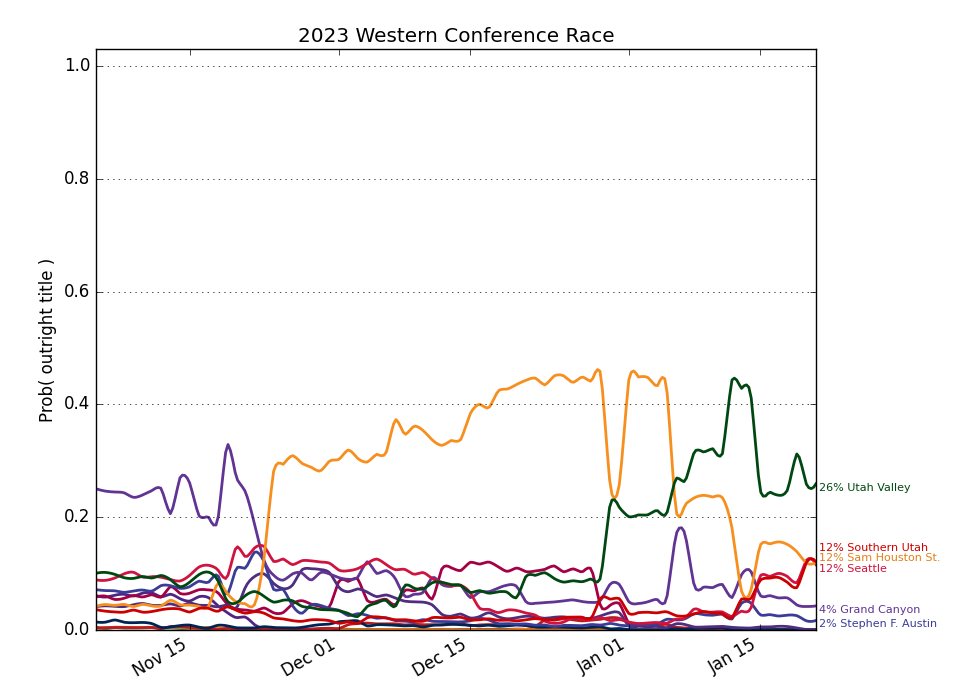 2023 Western Conference Race
Prob( outright title )
1.0
0.8
0.6
0.4
0.2
0.0
26% Utah Valley
12% Southern Utah
12% Sam Houston St.
12% Seattle
4% Grand Canyon
2% Stephen F. Austin
Nov 15
Dec 01
Dec 15
Jan 01
Jan 15